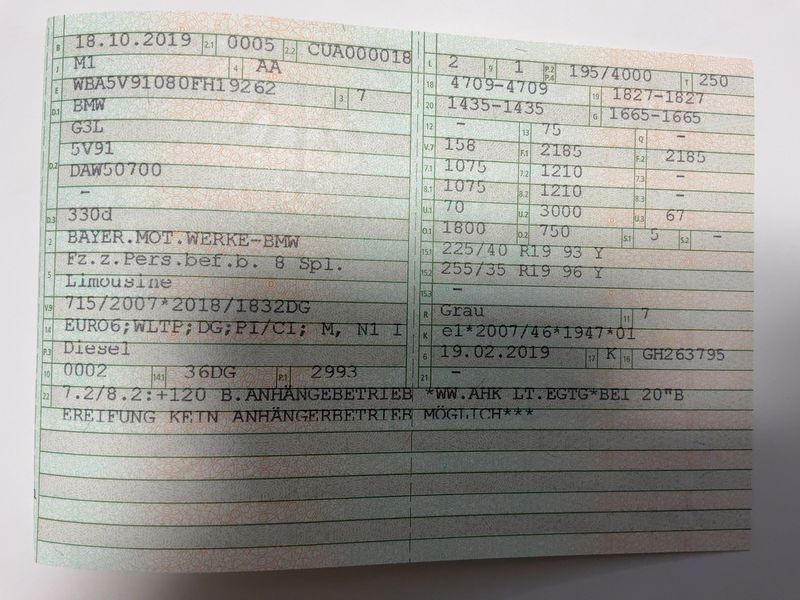 B 18.10.2019 2.1 0005 2.2 CUA000018
J M1 4 AA
E WBA5V91080FH19262 3 7
D.1 BMW
G3L
D.2 5V91
DAW50700
-
D.3 330d
2 BAYER.MOT.WERKE-BMW
5 Fz.z.Pers.bef.b. 8 Spl.
Limousine
V.9 715/2007*2018/1832DG
14 EURO6;WLTP;DG;PI/CI; M, N1 I
P.3 Diesel
10 0002 14.1 36DG P.1 2993
L 2 9 1 P.2 P.4 195/4000 T 250
18 4709-4709 19 1827-1827
20 1435-1435 G 1665-1665
12 - 13 75 Q -
V.7 158 F.1 2185 F.2 2185
7.1 1075 7.2 1210 7.3 -
8.1 1075 8.2 1210 8.3 -
U.1 70 U.2 3000 U.3 67
O.1 1800 O.2 750 S.1 5 S.2 -
15.1 225/40 R19 93 Y
15.2 255/35 R19 96 Y
15.3 -
R Grau 11 7
K e1*2007/46*1947*01
6 19.02.2019 17 K 16 GH263795
21 -
22 7.2/8.2:+120 B.ANHÄNGEBETRIEB *WW.AHK LT.EGTG*BEI 20"B
EREIFUNG KEIN ANHÄNGERBETRIEB MÖGLICH***